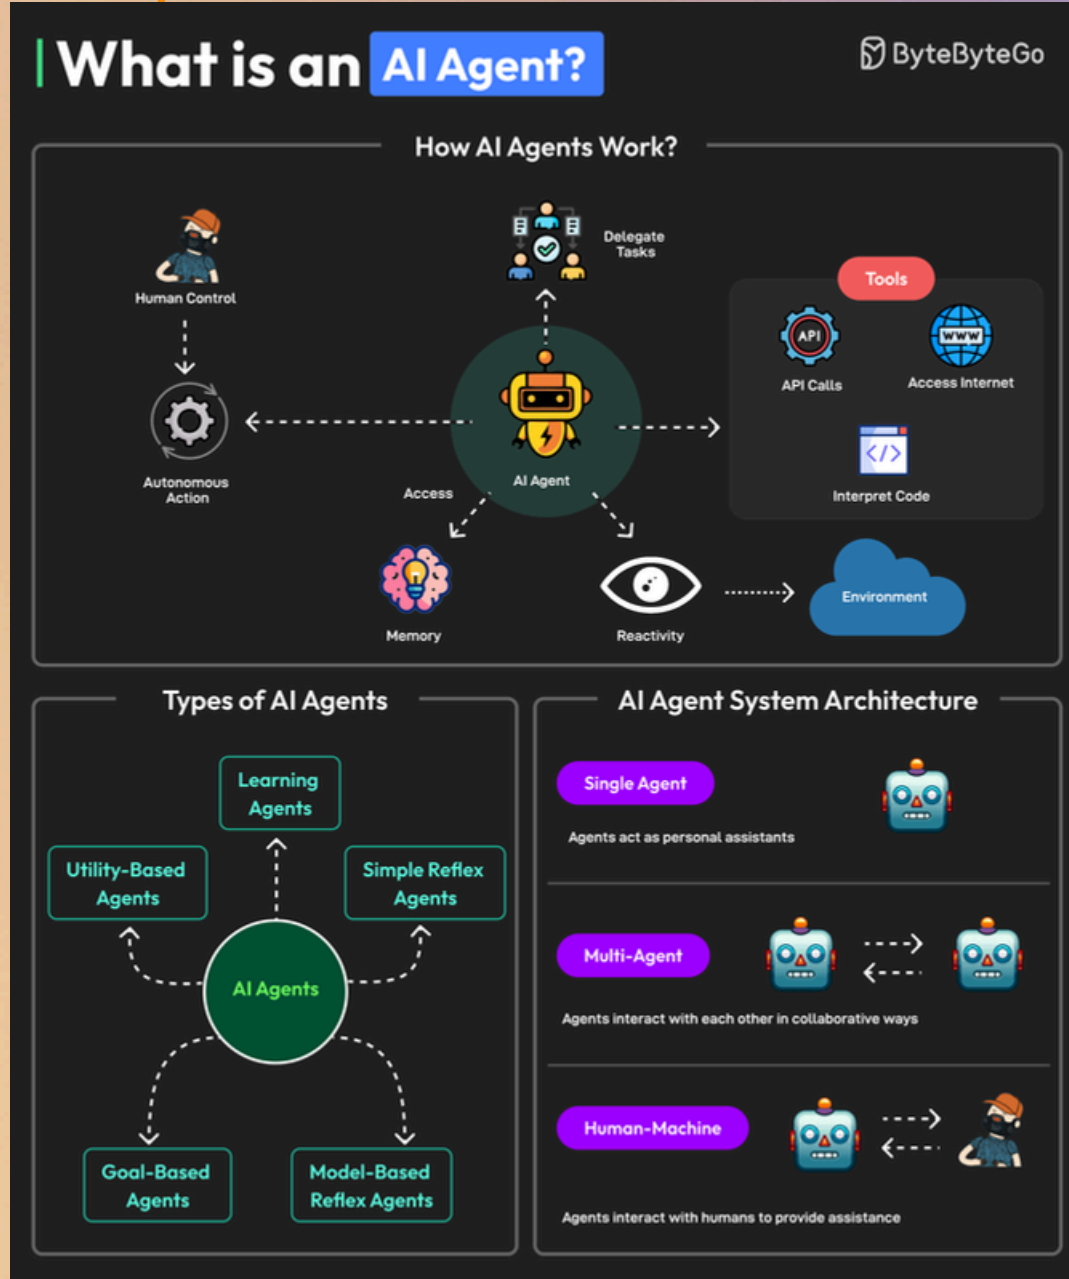 What is an AI Agent?
ByteByteGo
How AI Agents Work?
Human Control
Delegate
Tasks
Tools
API
API Calls
www
Access Internet
</>
Interpret Code
Autonomous
Action
AI Agent
Access
Memory
Reactivity
Environment
Types of AI Agents
Learning
Agents
Utility-Based
Agents
Simple Reflex
Agents
AI Agents
Goal-Based
Agents
Model-Based
Reflex Agents
AI Agent System Architecture
Single Agent
Agents act as personal assistants
Multi-Agent
Agents interact with each other in collaborative ways
Human-Machine
Agents interact with humans to provide assistance